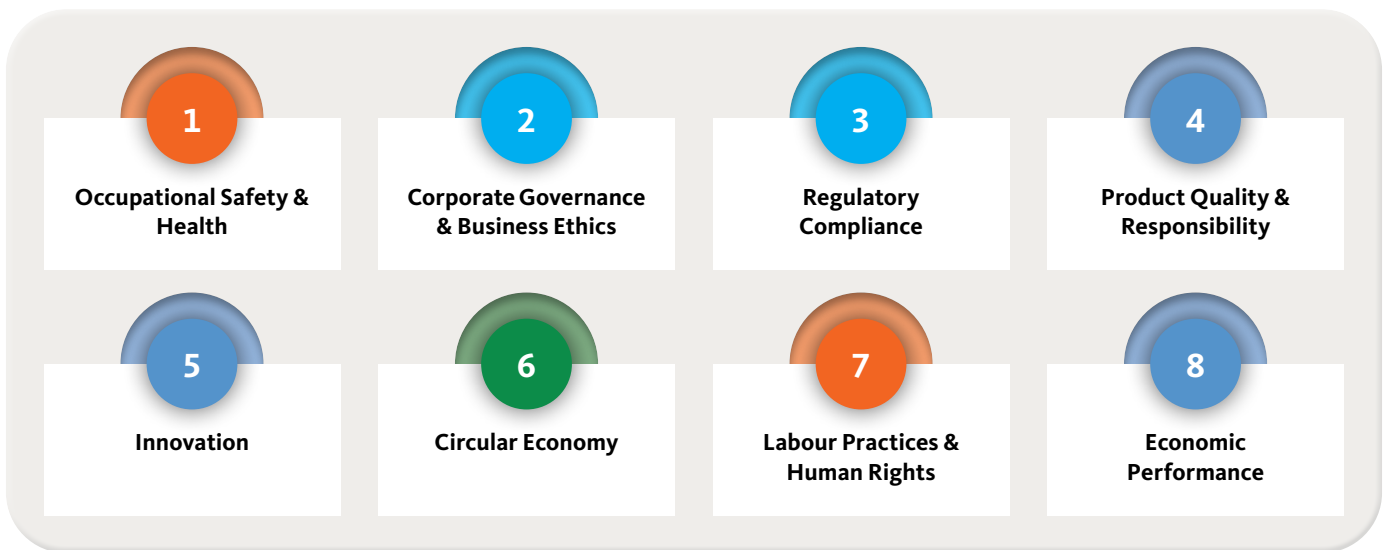 1
Occupational Safety &
Health
2
Corporate Governance
& Business Ethics
3
Regulatory
Compliance
4
Product Quality &
Responsibility
5
Innovation
6
Circular Economy
7
Labour Practices &
Human Rights
8
Economic
Performance